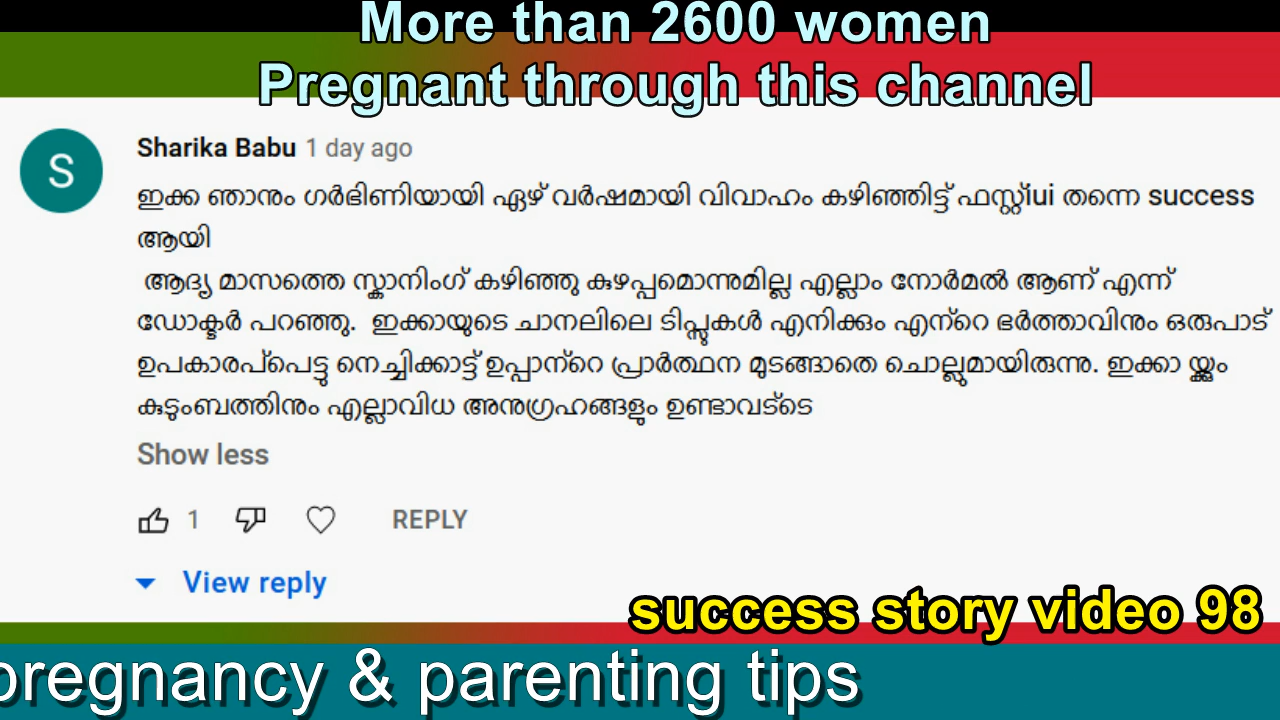 More than 2600 women
Pregnant through this channel
S
Sharika Babu 1 day ago
ഇക്ക ഞാനും ഗർഭിണിയായി ഏഴ് വർഷമായി വിവാഹം കഴിഞ്ഞിട്ട് ഫസ്റ്റ്iui തന്നെ success
ആയി
ആദ്യ മാസത്തെ സ്കാനിംഗ് കഴിഞ്ഞു കുഴപ്പമൊന്നുമില്ല എല്ലാം നോർമൽ ആണ് എന്ന്
ഡോക്ടർ പറഞ്ഞു. ഇക്കായുടെ ചാനലിലെ ടിപ്സുകൾ എനിക്കും എന്റെ ഭർത്താവിനും ഒരുപാട്
ഉപകാരപ്പെട്ടു നെച്ചിക്കാട്ട് ഉപ്പാന്റെ പ്രാർത്ഥന മുടങ്ങാതെ ചൊല്ലുമായിരുന്നു. ഇക്കാ യ്ക്കും
കുടുംബത്തിനും എല്ലാവിധ അനുഗ്രഹങ്ങളും ഉണ്ടാവട്ടെ
Show less
1 REPLY
View reply
success story video 98
pregnancy & parenting tips